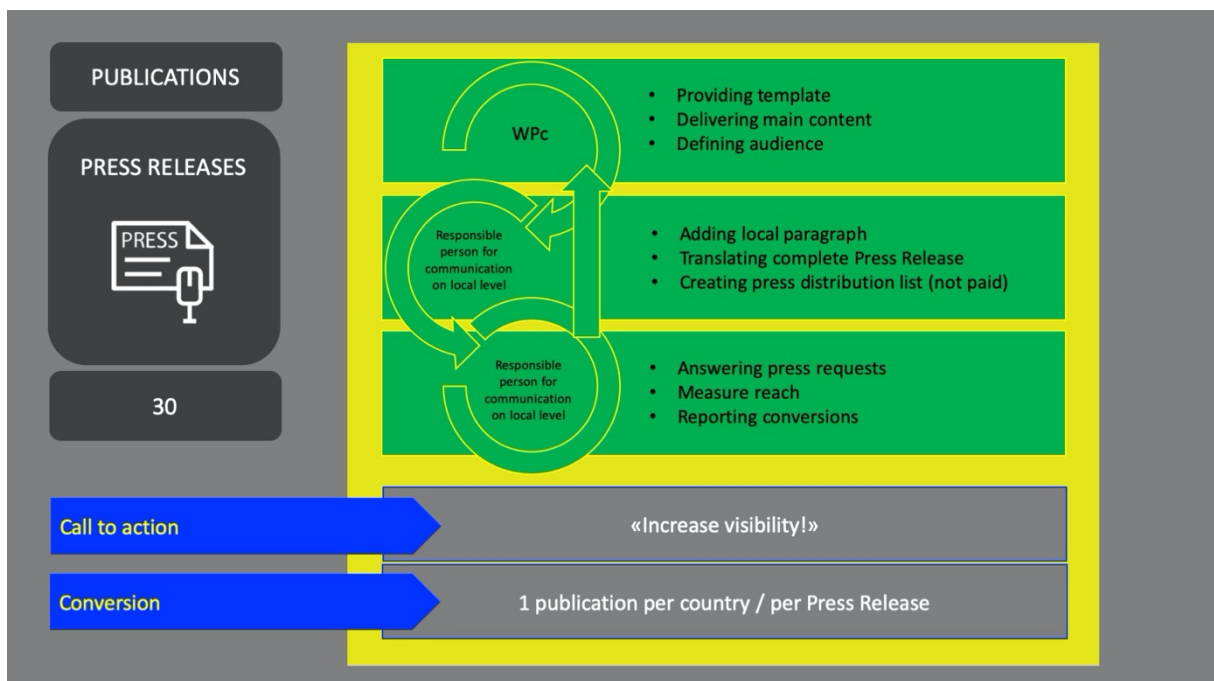 PUBLICATIONS
PRESS RELEASES
PRESS
30
WPc
• Providing template
• Delivering main content
• Defining audience
Responsible
person for
communication
on local level
• Adding local paragraph
• Translating complete Press Release
• Creating press distribution list (not paid)
Responsible
person for
communication
on local level
• Answering press requests
• Measure reach
• Reporting conversions
Call to action
«Increase visibility!»
Conversion
1 publication per country / per Press Release